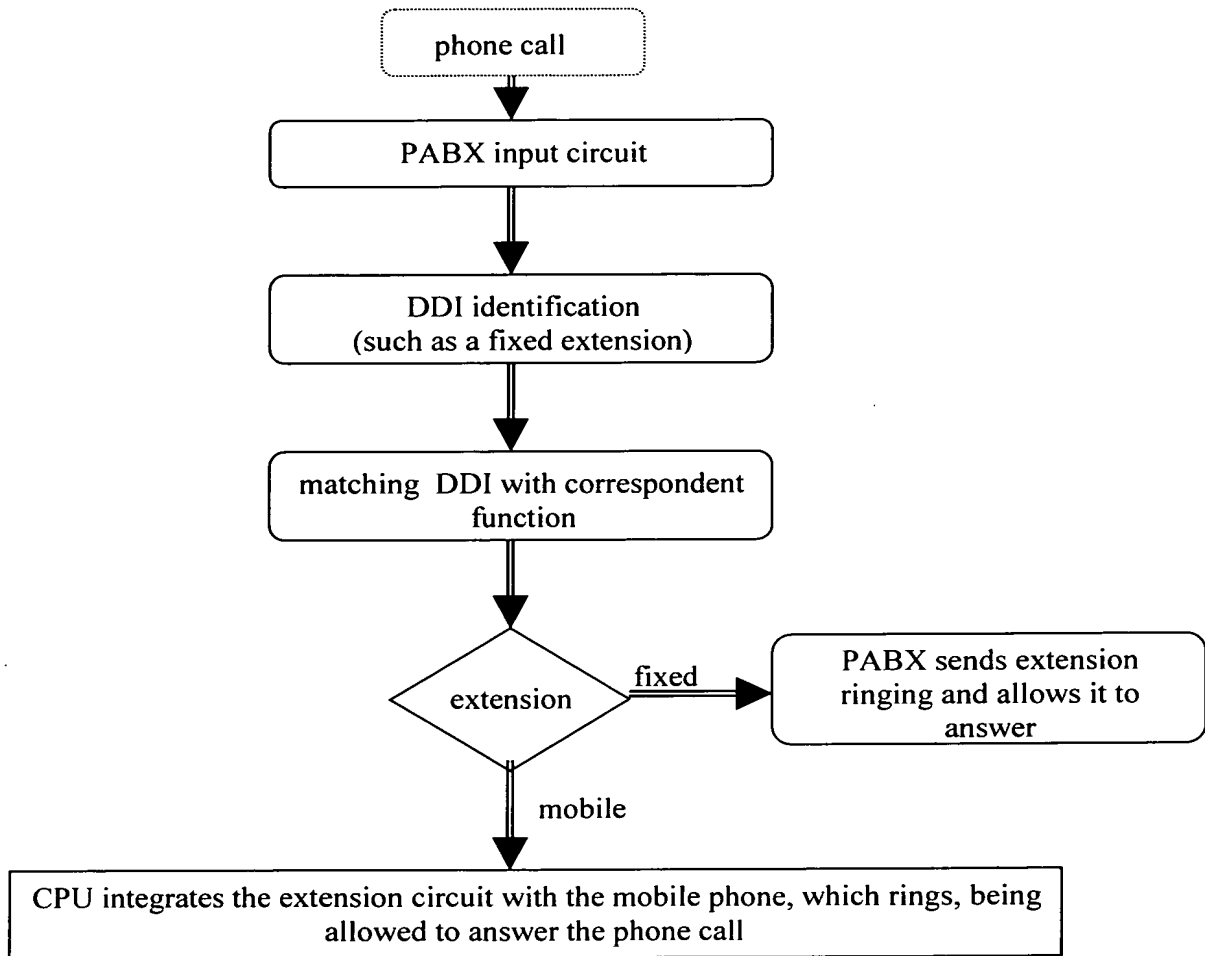 phone call
PABX input circuit
DDI identification
(such as a fixed extension)
matching DDI with correspondent
function
extension
fixed
PABX sends extension
ringing and allows it to
answer
mobile
CPU integrates the extension circuit with the mobile phone, which rings, being
allowed to answer the phone call